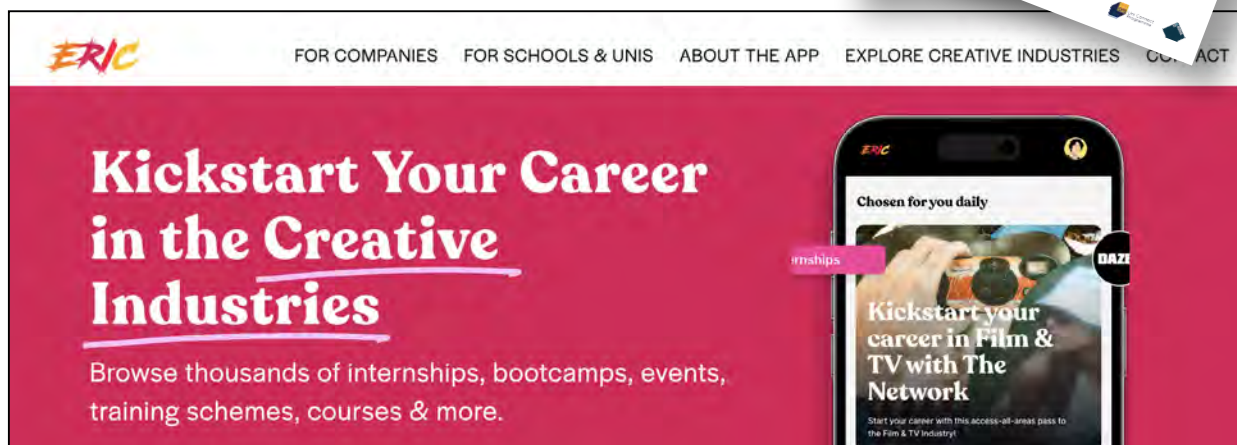 ERIC
FOR COMPANIES FOR SCHOOLS & UNIS ABOUT THE APP EXPLORE CREATIVE INDUSTRIES
Kickstart Your Career
in the Creative
Industries
Browse thousands of internships, bootcamps, events,
training schemes, courses & more.
ERIC
Chosen for you daily
ernships
DAZE
Kickstart your
career in Film &
TV with The
Network
Start your career with this access-all-areas pass to
the Film & TV Industry!